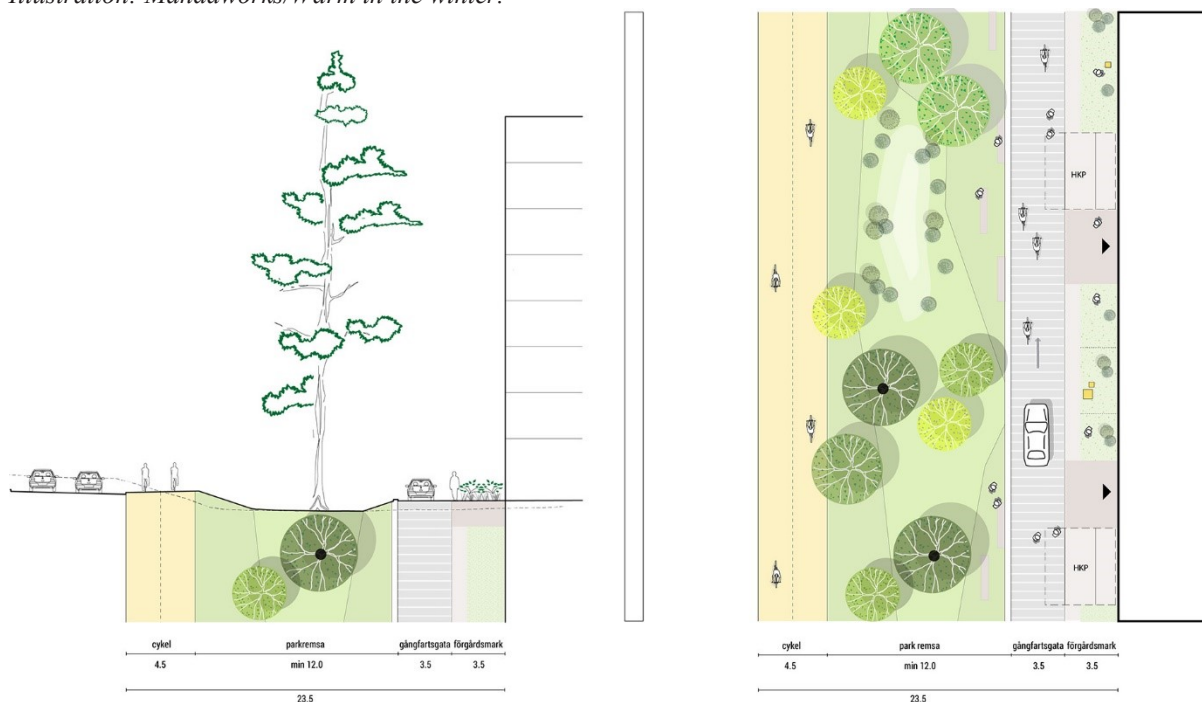 Illustration: Mandaworks/Warm in the winter.
HKP
HKP
cykel parkremsa gångfartsgata förgårdsmark
4.5 min 12.0 3.5 3.5
23.5
cykel park remsa gångfartsgata förgårdsmark
4.5 min 12.0 3.5 3.5
23.5